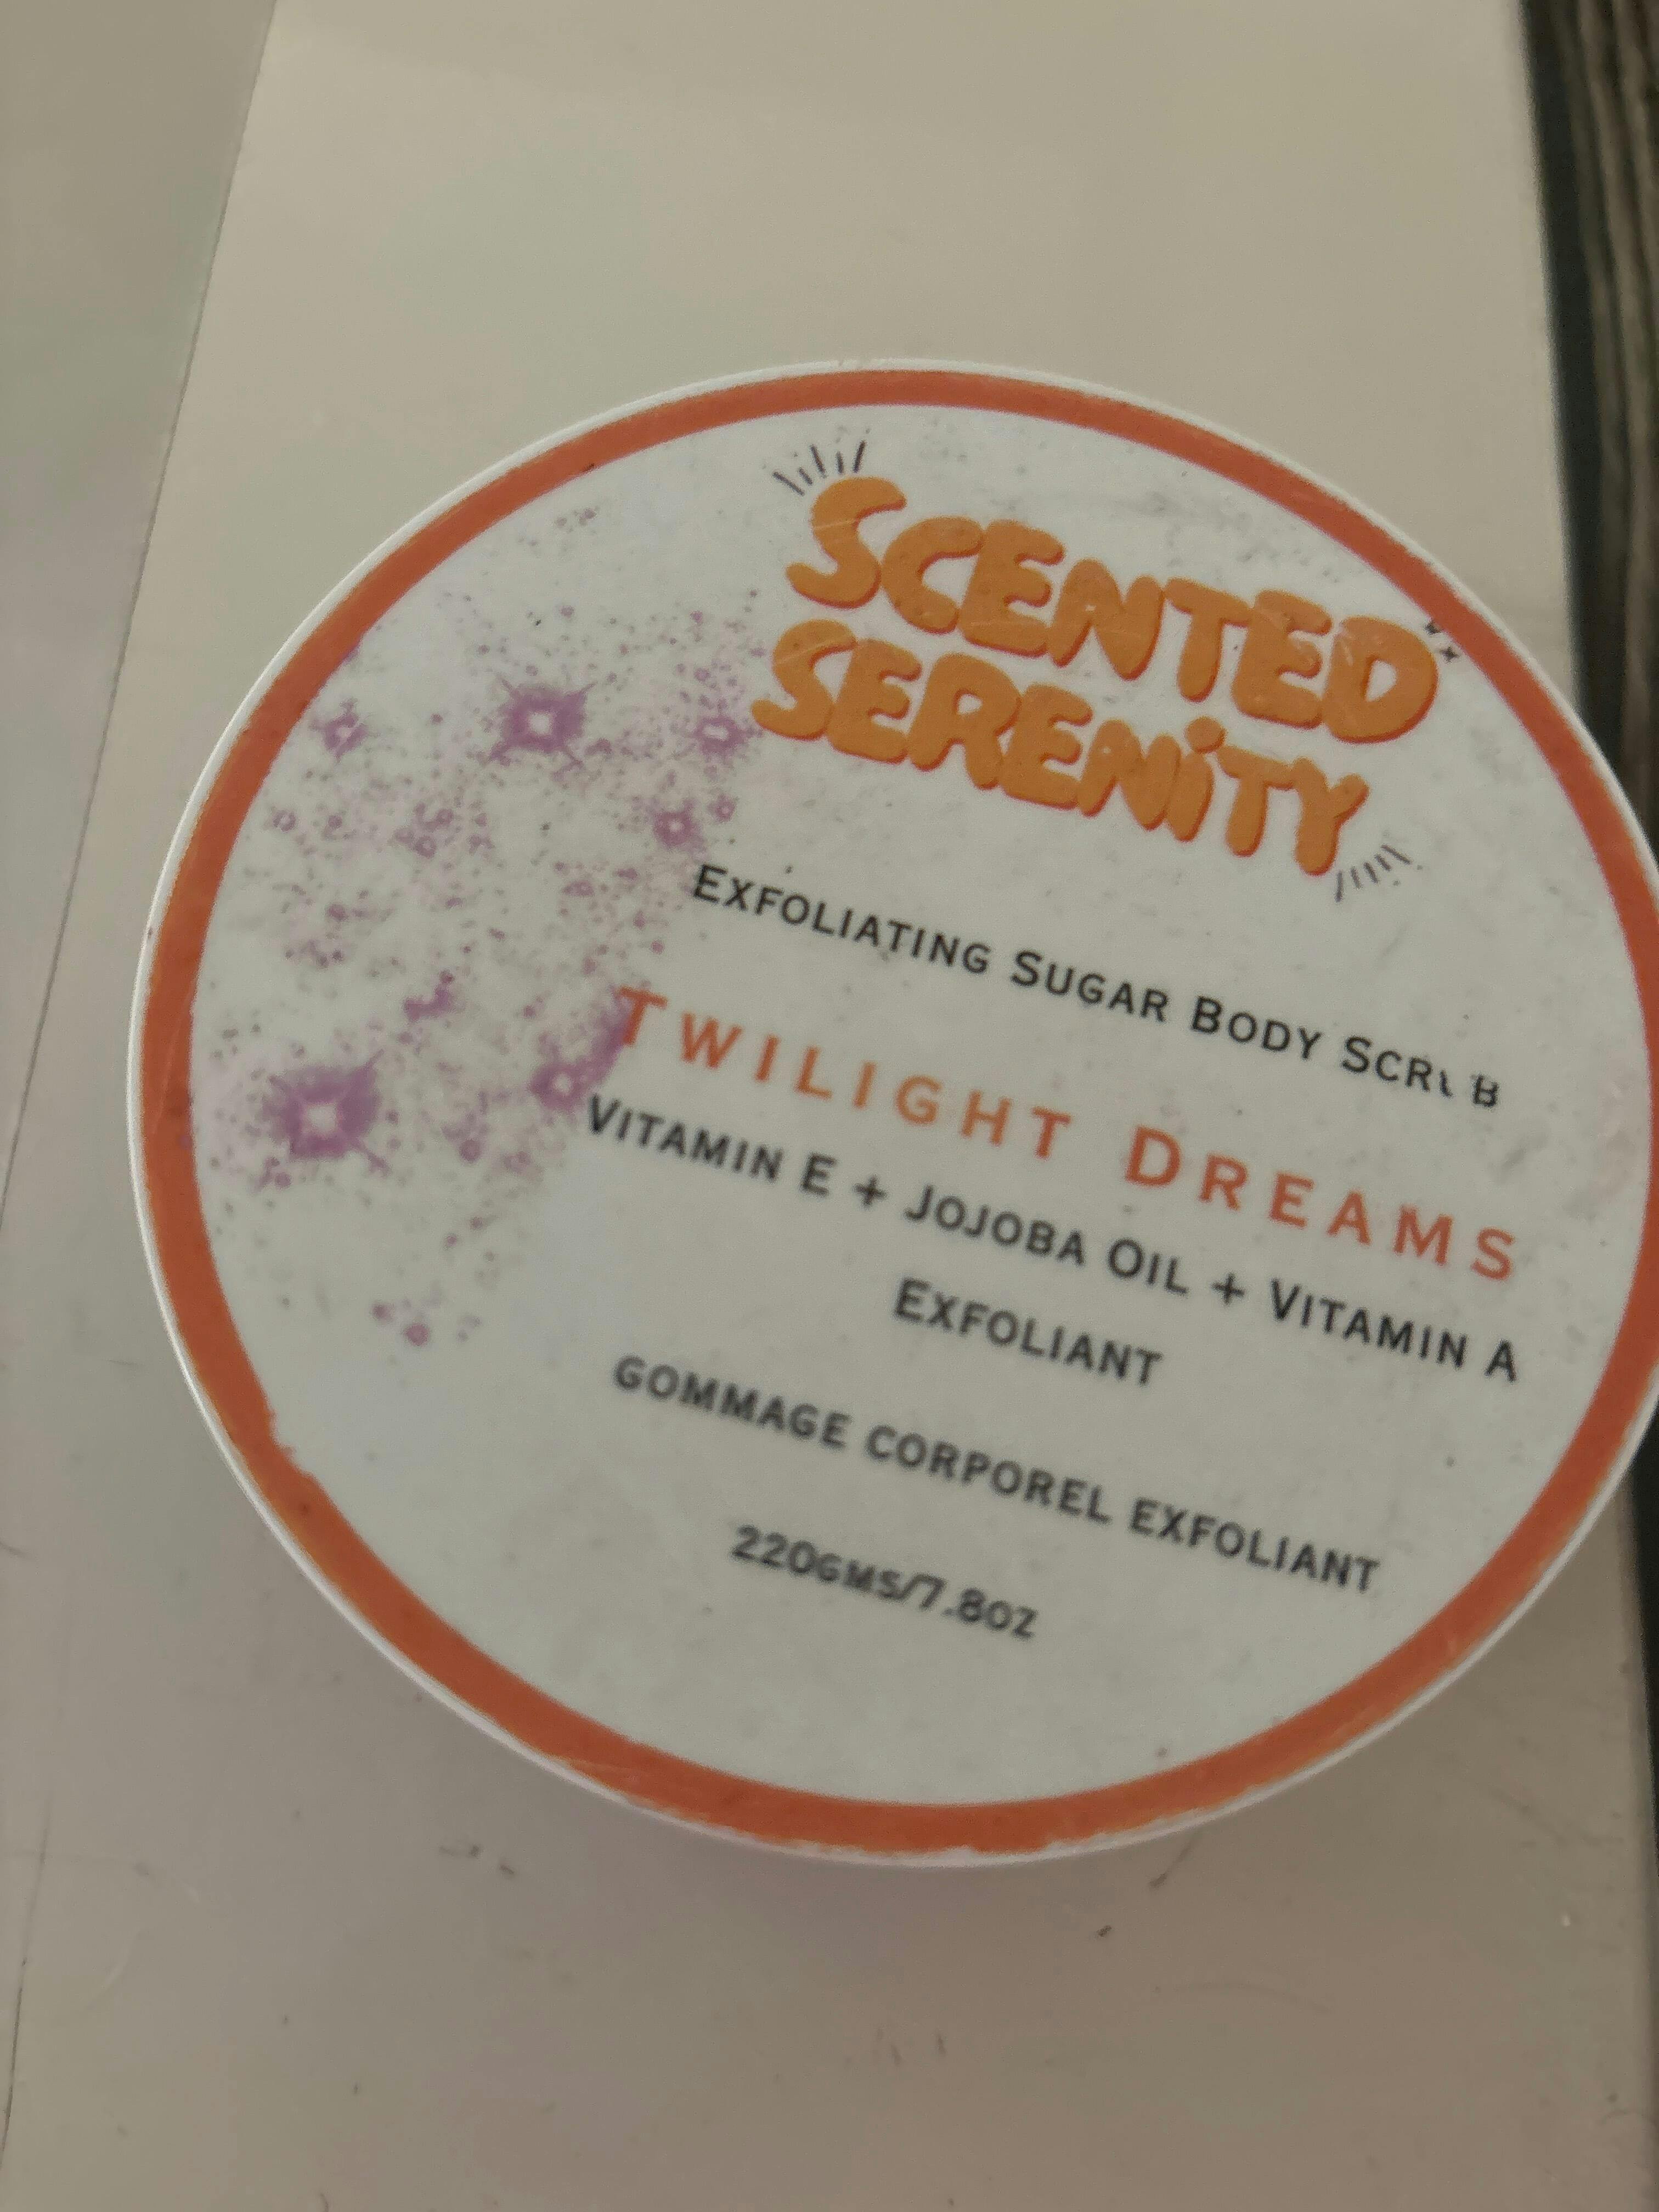 SCENTED
SERENiTY
EXFOLIATING SUGAR BODY SCRUB
TWILIGHT DREAMS
VITAMIN E + JOJOBA OIL + VITAMIN A
EXFOLIANT
GOMMAGE CORPOREL EXFOLIANT
220GMS/7.8OZ